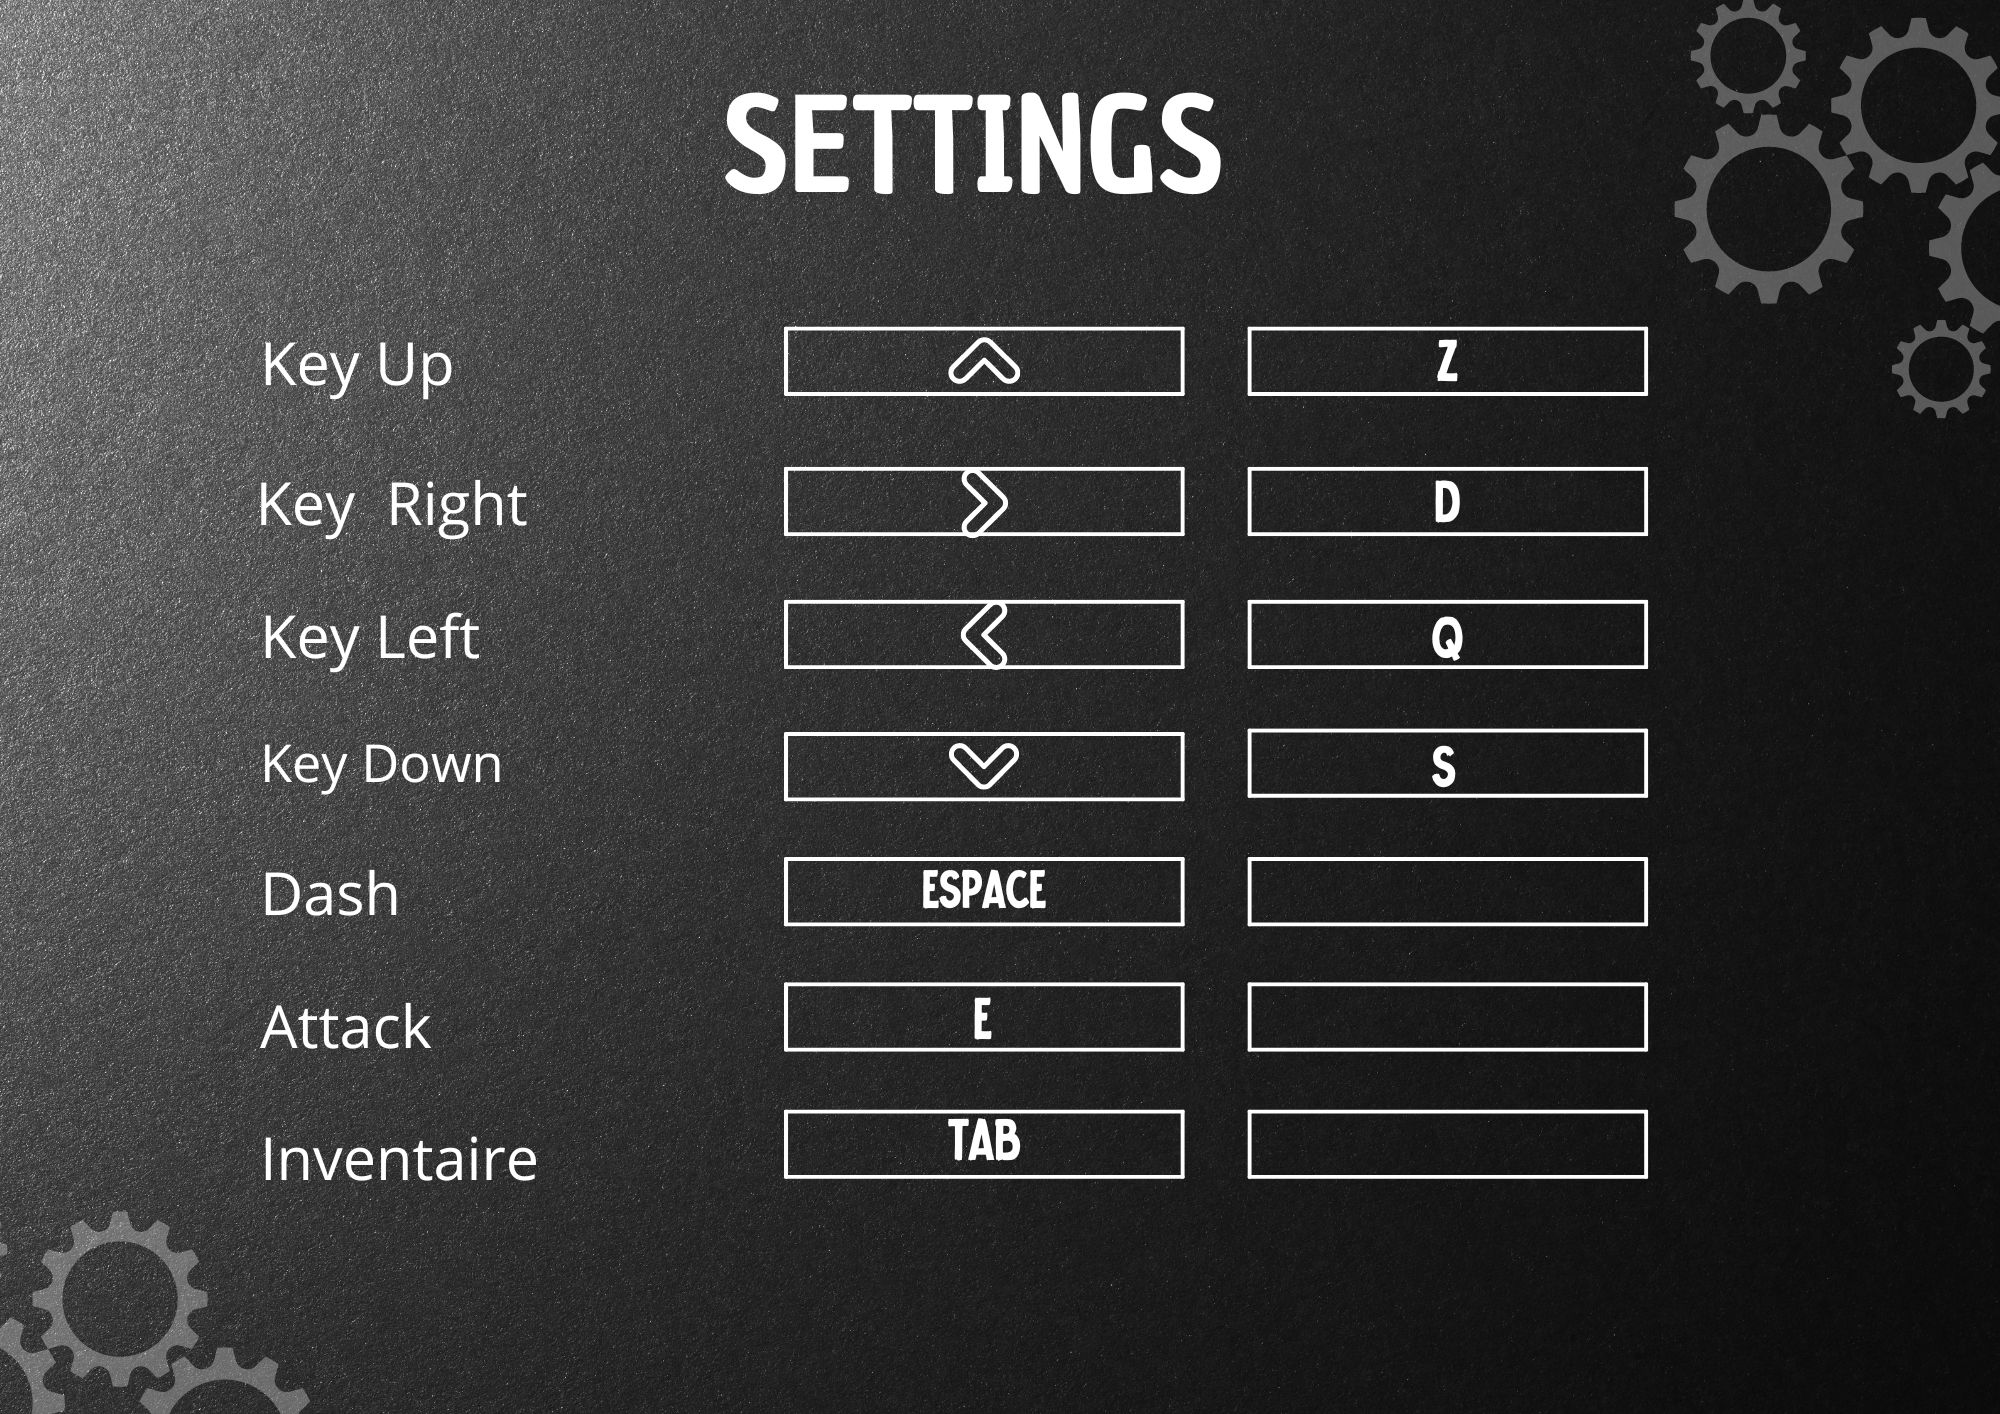 SETTINGS
Key Up Z
Key  Right D
Key Left Q
Key Down S
Dash ESPACE
Attack E
Inventaire TAB